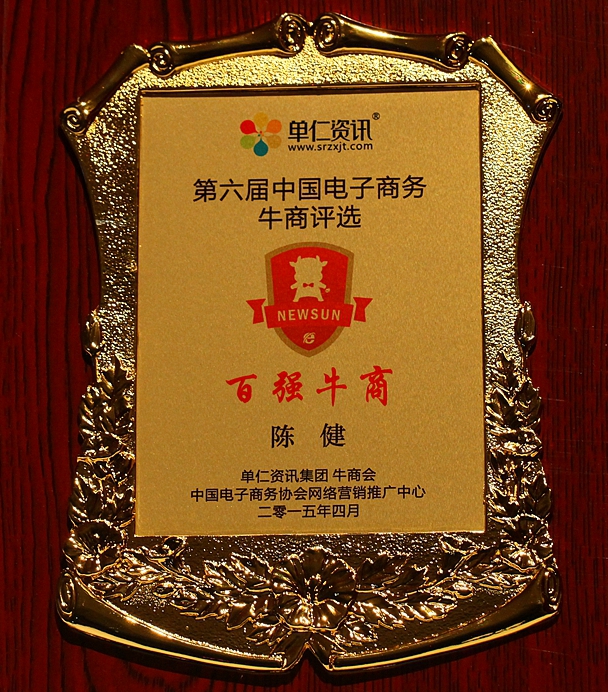 单仁资讯®
www.srzxjt.com
第六届中国电子商务
牛商评选
NEWSUN
百强牛商
陈 健
单仁资讯集团 牛商会
中国电子商务协会网络营销推广中心
二零一五年四月